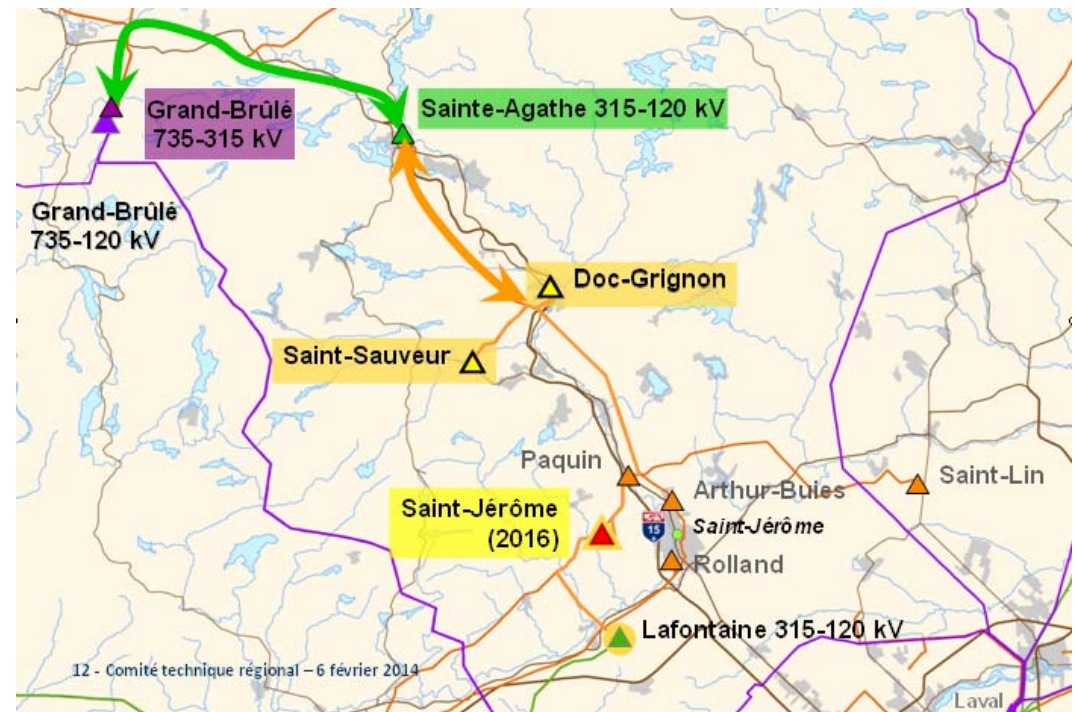 Grand-Brûlé
735-315 kV
Sainte-Agathe 315-120 kV
Grand-Brûlé
735-120 kV
Doc-Grignon
Saint-Sauveur
Paquin
Saint-Lin
Arthur-Buies
Saint-Jérôme
(2016)
15
Saint-Jérôme
Rolland
Lafontaine 315-120 kV
12 - Comité technique régional – 6 février 2014
Laval